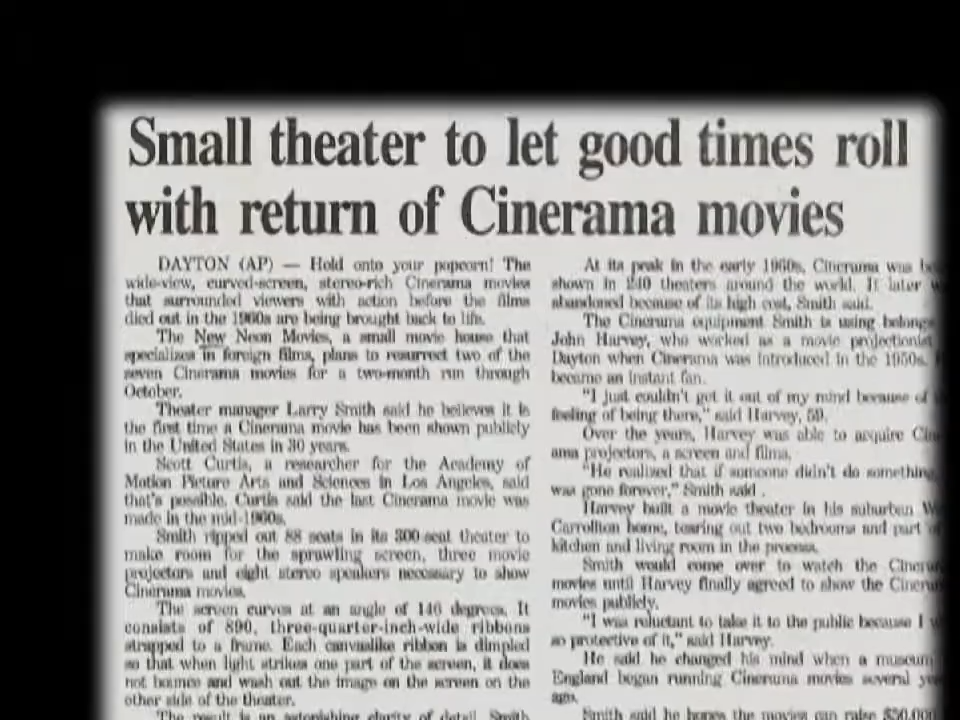 Small theater to let good times roll
with return of Cinerama movies
DAYTON (AP) — Hold onto your popcorn! The
wide-view, curved-screen, stereo-rich Cinerama movies
that surrounded viewers with action before the films
died out in the 1960s are being brought back to life.
The New Neon Movies, a small movie house that
specializes in foreign films, plans to resurrect two of the
seven Cinerama movies for a two-month run through
October.
Theater manager Larry Smith said he believes it is
the first time a Cinerama movie has been shown publicly
in the United States in 30 years.
Scott Curtis, a researcher for the Academy of
Motion Picture Arts and Sciences in Los Angeles, said
that's possible. Curtis said the last Cinerama movie was
made in the mid-1960s.
Smith ripped out 88 seats in its 300-seat theater to
make room for the sprawling screen, three movie
projectors and eight stereo speakers necessary to show
Cinerama movies.
The screen curves at an angle of 146 degrees. It
consists of 890, three-quarter-inch-wide ribbons
strapped to a frame. Each canvaslike ribbon is dimpled
so that when light strikes one part of the screen, it does
not bounce and wash out the image on the screen on the
other side of the theater.
The result is an astonishing clarity of detail, Smith
At its peak in the early 1960s, Cinerama was
shown in 240 theaters around the world. It later
abandoned because of its high cost, Smith said.
The Cinerama equipment Smith is using belongs
John Harvey, who worked as a movie projectionist
Dayton when Cinerama was introduced in the 1950s.
became an instant fan.
"I just couldn't get it out of my mind because of
feeling of being there," said Harvey, 59.
Over the years, Harvey was able to acquire
ama projectors, a screen and films.
"He realized that if someone didn't do something,
was gone forever," Smith said .
Harvey built a movie theater in his suburban
Carrollton home, tearing out two bedrooms and part
kitchen and living room in the process.
Smith would come over to watch the
movies until Harvey finally agreed to show the
movies publicly.
"I was reluctant to take it to the public because I
so protective of it," said Harvey.
He said he changed his mind when a museum
England began running Cinerama movies several
ago.
Smith said he hopes the movies can raise $50,000